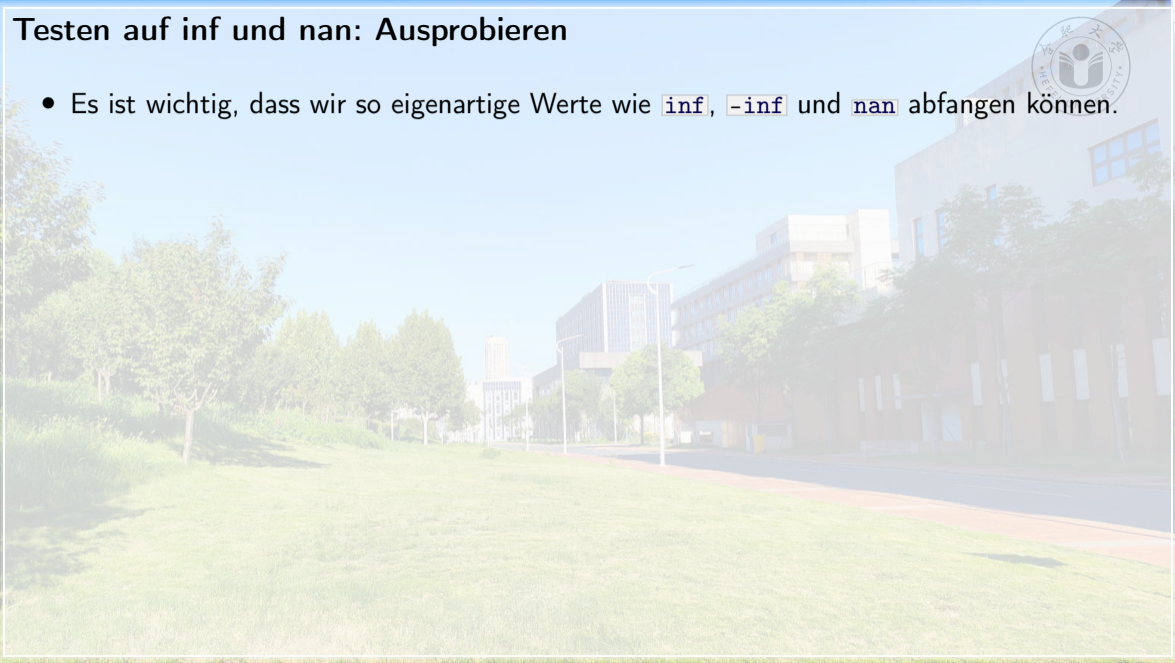 Testen auf inf und nan: Ausprobieren
• Es ist wichtig, dass wir so eigenartige Werte wie inf, -inf und nan abfangen können.